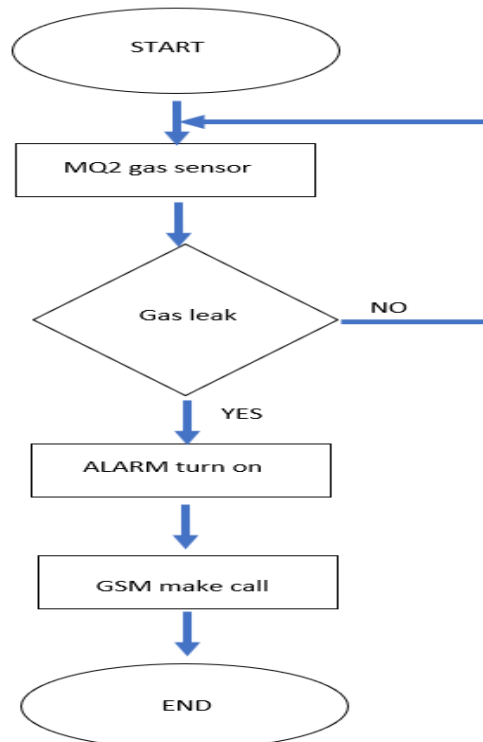 START
MQ2 gas sensor
Gas leak
NO
YES
ALARM turn on
GSM make call
END